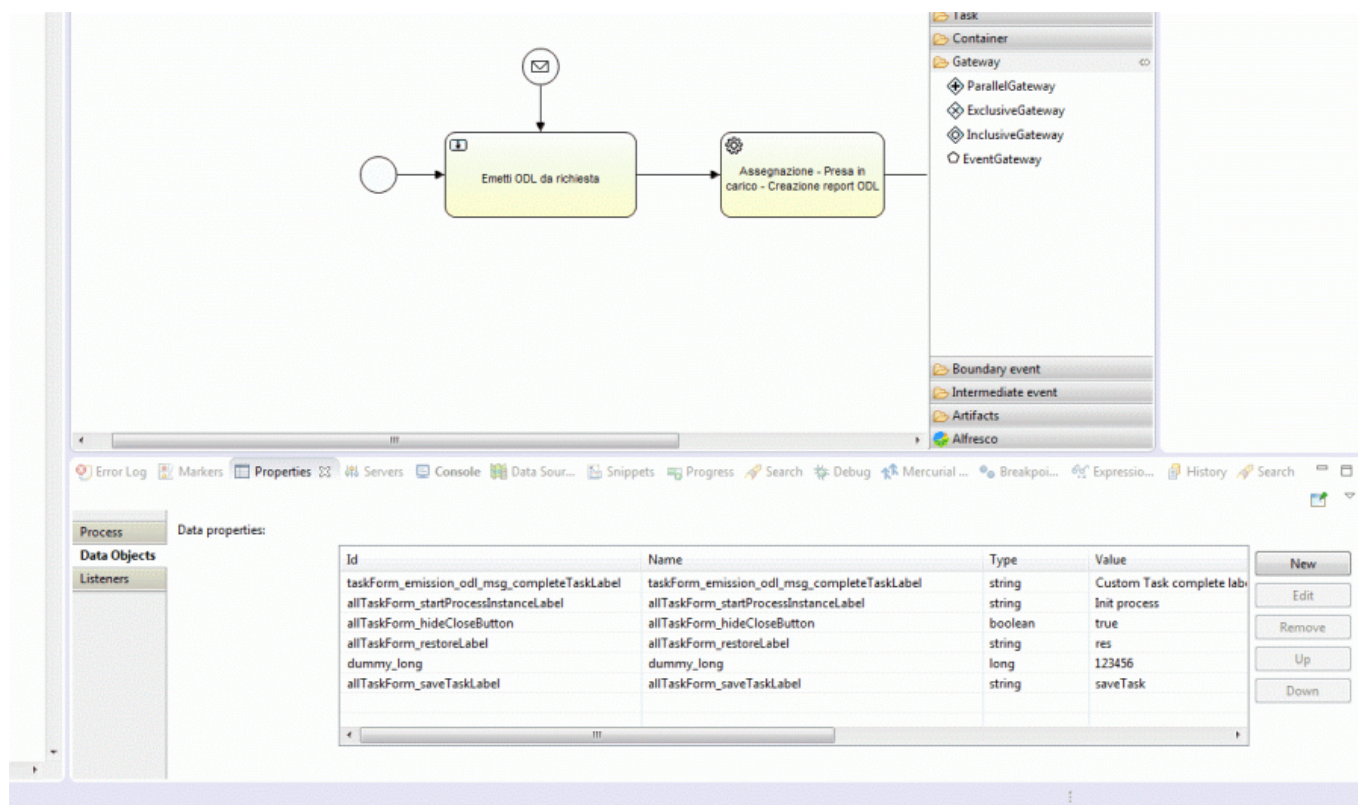 Task
Container
Gateway
ParallelGateway
ExclusiveGateway
InclusiveGateway
EventGateway
Emetti ODL da richiesta
Assegnazione - Presa in
carico - Creazione report ODL
Boundary event
Intermediate event
Artifacts
Alfresco
Error Log Markers Properties Servers Console Data Sour... Snippets Progress Search Debug Mercurial ... Breakpoi... Expressio... History Search
Process
Data Objects
Listeners
Data properties:
Id Name Type Value
taskForm_emission_odl_msg_completeTaskLabel taskForm_emission_odl_msg_completeTaskLabel string Custom Task complete labe
allTaskForm_startProcessInstanceLabel allTaskForm_startProcessInstanceLabel string Init process
allTaskForm_hideCloseButton allTaskForm_hideCloseButton boolean true
allTaskForm_restoreLabel allTaskForm_restoreLabel string res
dummy_long dummy_long long 123456
allTaskForm_saveTaskLabel allTaskForm_saveTaskLabel string saveTask
New
Edit
Remove
Up
Down